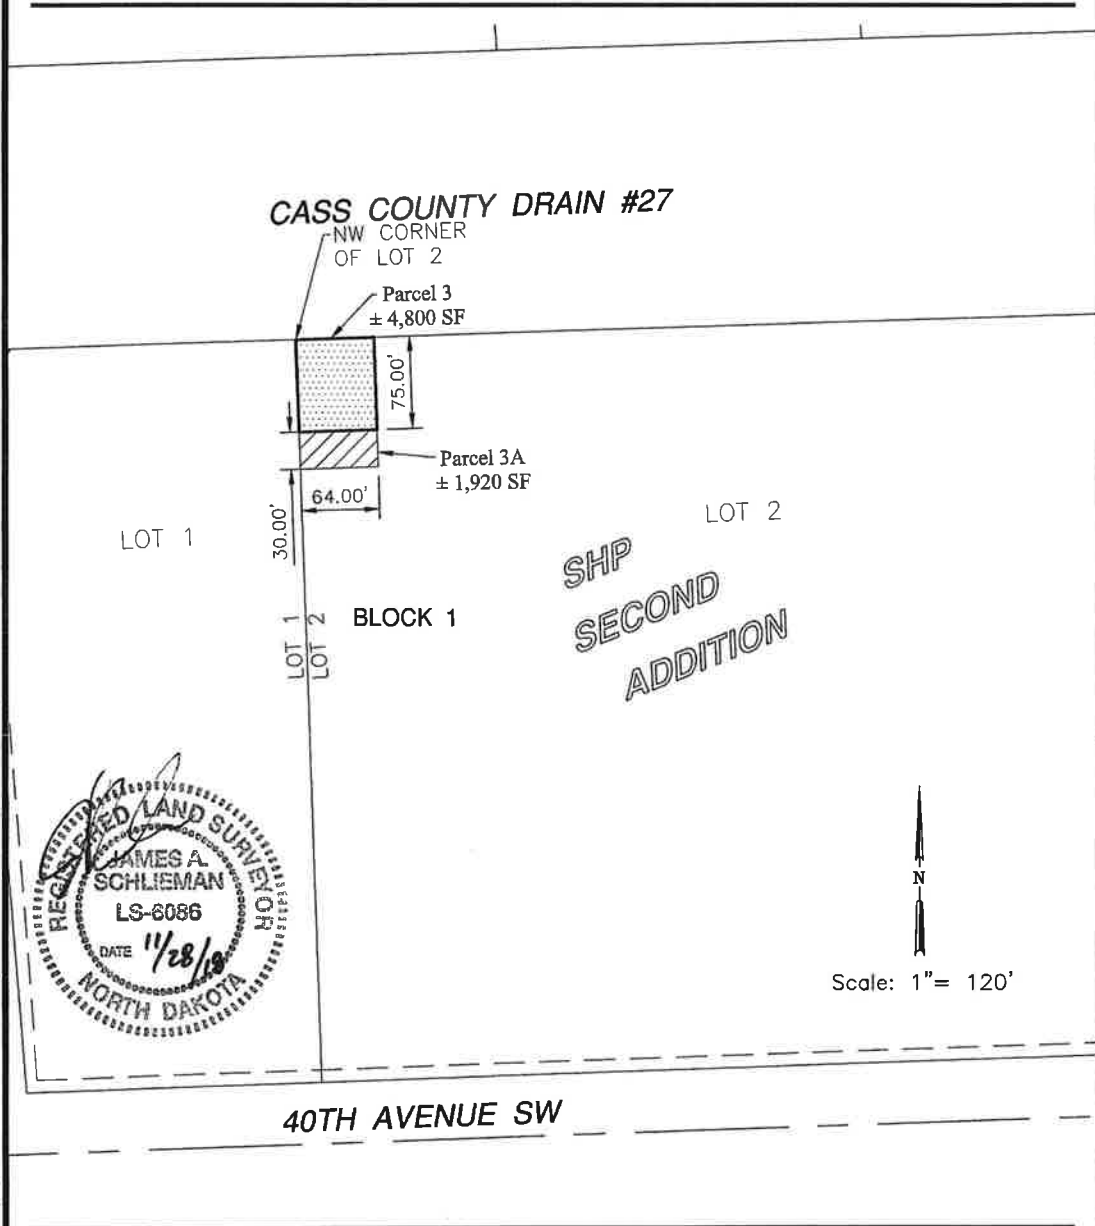 CASS COUNTY DRAIN #27
NW CORNER
OF LOT 2
Parcel 3
± 4,800 SF
75.00'
Parcel 3A
± 1,920 SF
64.00'
30.00'
LOT 1
LOT 2
SHP
SECOND
ADDITION
BLOCK 1
LOT 1
LOT 2
REGISTERED LAND SURVEYOR
JAMES A.
SCHLIEMAN
LS-6086
DATE 11/28/18
NORTH DAKOTA
N
Scale: 1"= 120'
40TH AVENUE SW